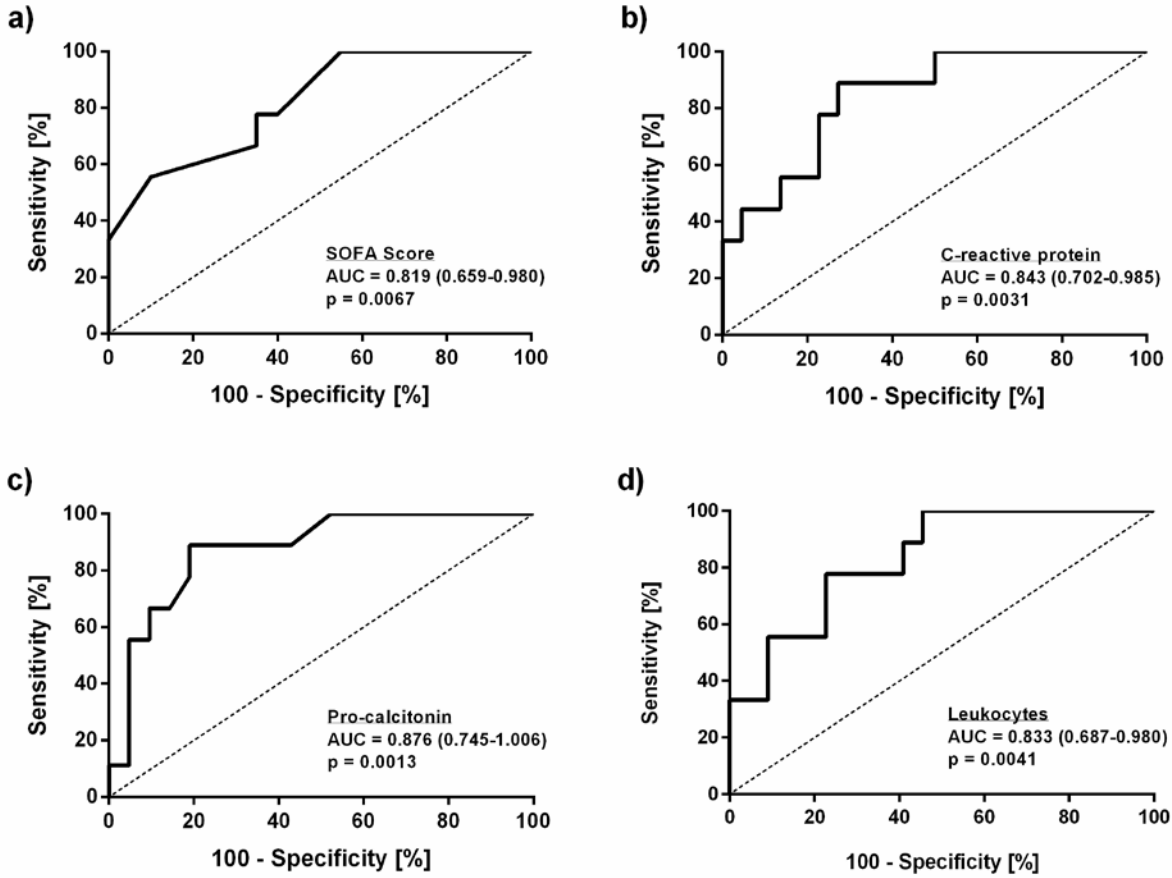 a)
100
80
60
40
20
0
Sensitivity [%]
SOFA Score
AUC = 0.819 (0.659-0.980)
p = 0.0067
0 20 40 60 80 100
100 - Specificity [%]
b)
100
80
60
40
20
0
Sensitivity [%]
C-reactive protein
AUC = 0.843 (0.702-0.985)
p = 0.0031
0 20 40 60 80 100
100 - Specificity [%]
c)
100
80
60
40
20
0
Sensitivity [%]
Pro-calcitonin
AUC = 0.876 (0.745-1.006)
p = 0.0013
0 20 40 60 80 100
100 - Specificity [%]
d)
100
80
60
40
20
0
Sensitivity [%]
Leukocytes
AUC = 0.833 (0.687-0.980)
p = 0.0041
0 20 40 60 80 100
100 - Specificity [%]